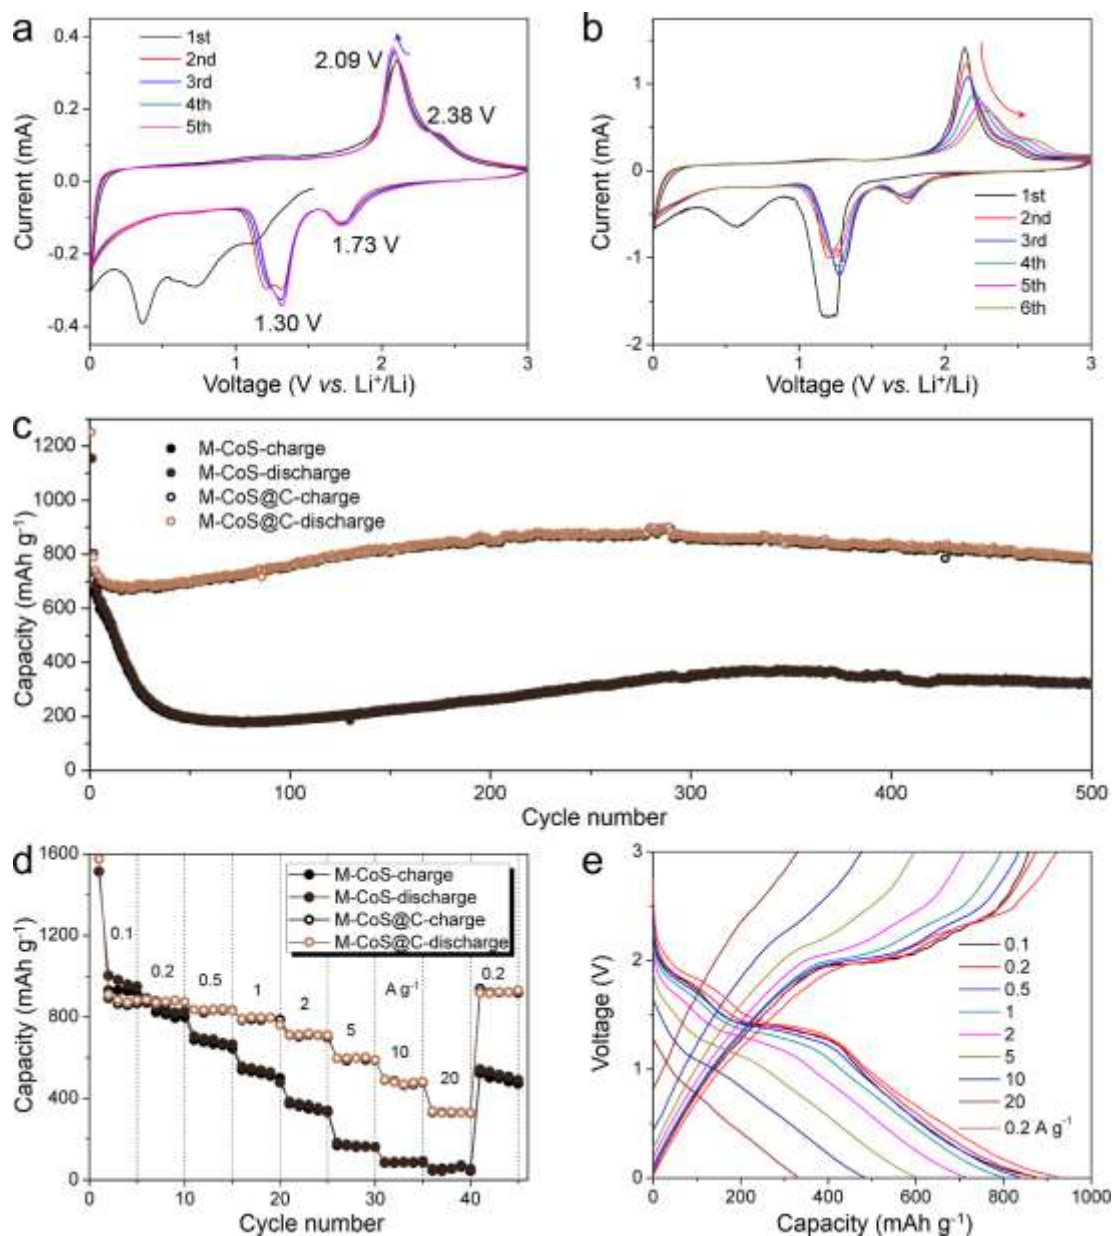 a
0.4
0.2
0.0
-0.2
-0.4
Current (mA)
1st
2nd
3rd
4th
5th
2.09 V
2.38 V
1.73 V
1.30 V
0
1
2
3
Voltage (V vs. Li⁺/Li)
b
1
0
-1
-2
Current (mA)
1st
2nd
3rd
4th
5th
6th
0
1
2
3
Voltage (V vs. Li⁺/Li)
c
1200
1000
800
600
400
200
0
Capacity (mAh g⁻¹)
M-CoS-charge
M-CoS-discharge
M-CoS@C-charge
M-CoS@C-discharge
0
100
200
300
400
500
Cycle number
d
1600
1200
800
400
0
Capacity (mAh g⁻¹)
M-CoS-charge
M-CoS-discharge
M-CoS@C-charge
M-CoS@C-discharge
0.1
0.2
0.5
1
2
5
A g⁻¹
10
20
0.2
0
10
20
30
40
Cycle number
e
3
2
1
0
Voltage (V)
0.1
0.2
0.5
1
2
5
10
20
0.2 A g⁻¹
0
200
400
600
800
1000
Capacity (mAh g⁻¹)